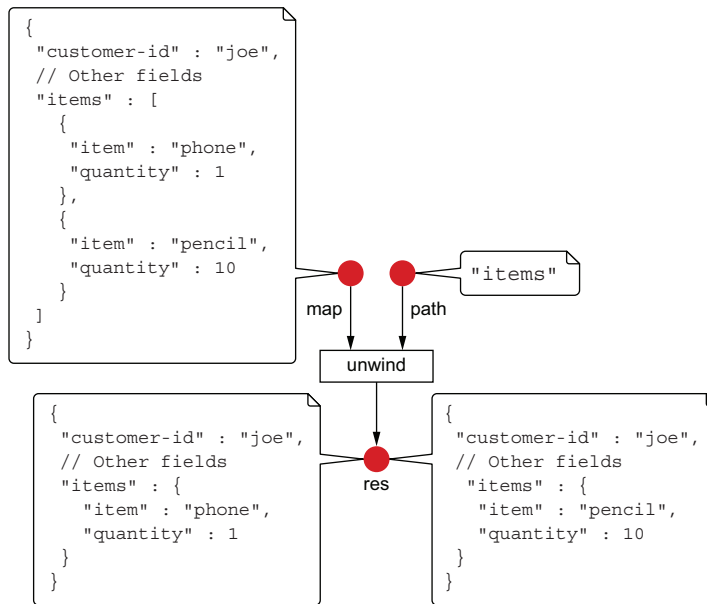 {
"customer-id" : "joe",
// Other fields
"items" : [
{
"item" : "phone",
"quantity" : 1
},
{
"item" : "pencil",
"quantity" : 10
}
]
}
"items"
map
path
unwind
{
"customer-id" : "joe",
// Other fields
"items" : {
"item" : "phone",
"quantity" : 1
}
}
res
{
"customer-id" : "joe",
// Other fields
"items" : {
"item" : "pencil",
"quantity" : 10
}
}